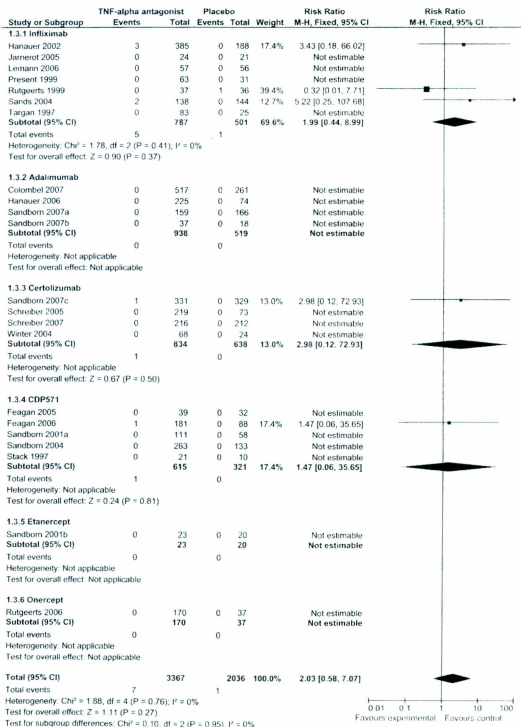 TNF-alpha antagonist Placebo Risk Ratio Risk Ratio
Study or Subgroup Events Total Events Total Weight M-H, Fixed, 95% CI M-H, Fixed, 95% CI
1.3.1 Infliximab
Hanauer 2002 3 385 0 188 17.4% 3.43 [0.18, 66.02]
Jarnerot 2005 0 24 0 21 Not estimable
Lemann 2006 0 57 0 56 Not estimable
Present 1999 0 63 0 31 Not estimable
Rutgeerts 1999 0 37 1 36 39.4% 0.32 [0.01, 7.71]
Sands 2004 2 138 0 144 12.7% 5.22 [0.25, 107.68]
Targan 1997 0 83 0 25 Not estimable
Subtotal (95% CI) 787 501 69.6% 1.99 [0.44, 8.99]
Total events 5 1
Heterogeneity: Chi² = 1.78, df = 2 (P = 0.41); I² = 0%
Test for overall effect: Z = 0.90 (P = 0.37)
1.3.2 Adalimumab
Colombel 2007 0 517 0 261 Not estimable
Hanauer 2006 0 225 0 74 Not estimable
Sandborn 2007a 0 159 0 166 Not estimable
Sandborn 2007b 0 37 0 18 Not estimable
Subtotal (95% CI) 938 519 Not estimable
Total events 0 0
Heterogeneity: Not applicable
Test for overall effect: Not applicable
1.3.3 Certolizumab
Sandborn 2007c 1 331 0 329 13.0% 2.98 [0.12, 72.93]
Schreiber 2005 0 219 0 73 Not estimable
Schreiber 2007 0 216 0 212 Not estimable
Winter 2004 0 68 0 24 Not estimable
Subtotal (95% CI) 834 638 13.0% 2.98 [0.12, 72.93]
Total events 1 0
Heterogeneity: Not applicable
Test for overall effect: Z = 0.67 (P = 0.50)
1.3.4 CDP571
Feagan 2005 0 39 0 32 Not estimable
Feagan 2006 1 181 0 88 17.4% 1.47 [0.06, 35.65]
Sandborn 2001a 0 111 0 58 Not estimable
Sandborn 2004 0 263 0 133 Not estimable
Stack 1997 0 21 0 10 Not estimable
Subtotal (95% CI) 615 321 17.4% 1.47 [0.06, 35.65]
Total events 1 0
Heterogeneity: Not applicable
Test for overall effect: Z = 0.24 (P = 0.81)
1.3.5 Etanercept
Sandborn 2001b 0 23 0 20 Not estimable
Subtotal (95% CI) 23 20 Not estimable
Total events 0 0
Heterogeneity: Not applicable
Test for overall effect: Not applicable
1.3.6 Onercept
Rutgeerts 2006 0 170 0 37 Not estimable
Subtotal (95% CI) 170 37 Not estimable
Total events 0 0
Heterogeneity: Not applicable
Test for overall effect: Not applicable
Total (95% CI) 3367 2036 100.0% 2.03 [0.58, 7.07]
Total events 7 1
Heterogeneity: Chi² = 1.88, df = 4 (P = 0.76); I² = 0%
Test for overall effect: Z = 1.11 (P = 0.27)
Test for subgroup differences: Chi² = 0.10, df = 2 (P = 0.95), I² = 0%
0.01 0.1 1 10 100
Favours experimental Favours control